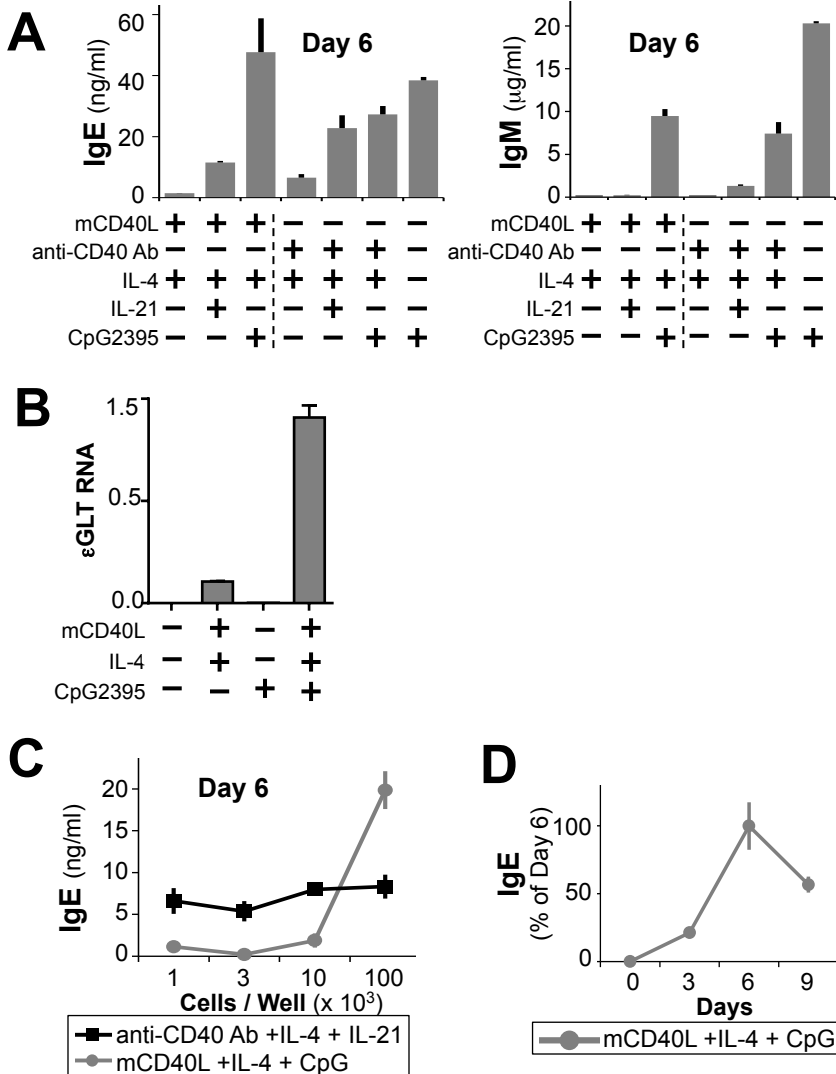 A
Day 6
IgE (ng/ml)
60
40
20
0
mCD40L + + + − − − −
anti-CD40 Ab − − − + + + −
IL-4 + + + + + + −
IL-21 − + − − + − −
CpG2395 − − + − − + +
Day 6
IgM (μg/ml)
20
15
10
5
0
mCD40L + + + − − − −
anti-CD40 Ab − − − + + + −
IL-4 + + + + + + −
IL-21 − + − − + − −
CpG2395 − − + − − + +
B
εGLT RNA
1.5
0.5
0.0
mCD40L − + − +
IL-4 − + − +
CpG2395 − − + +
C
Day 6
IgE (ng/ml)
20
15
10
5
0
1 3 10 100
Cells / Well (x 10³)
anti-CD40 Ab +IL-4 + IL-21
mCD40L +IL-4 + CpG
D
IgE
(% of Day 6)
100
50
0
0 3 6 9
Days
mCD40L +IL-4 + CpG